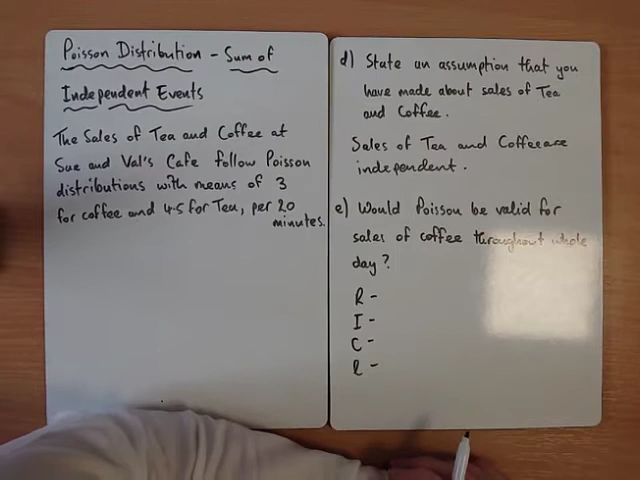 Poisson Distribution - Sum of
Independent Events
The Sales of Tea and Coffee at
Sue and Val's Cafe follow Poisson
distributions with means of 3
for coffee and 4.5 for Tea, per 20
minutes.
d) State an assumption that you
have made about sales of Tea
and Coffee.
Sales of Tea and Coffee are
independent.
e) Would Poisson be valid for
sales of coffee throughout whole
day?
R -
I -
C -
R -